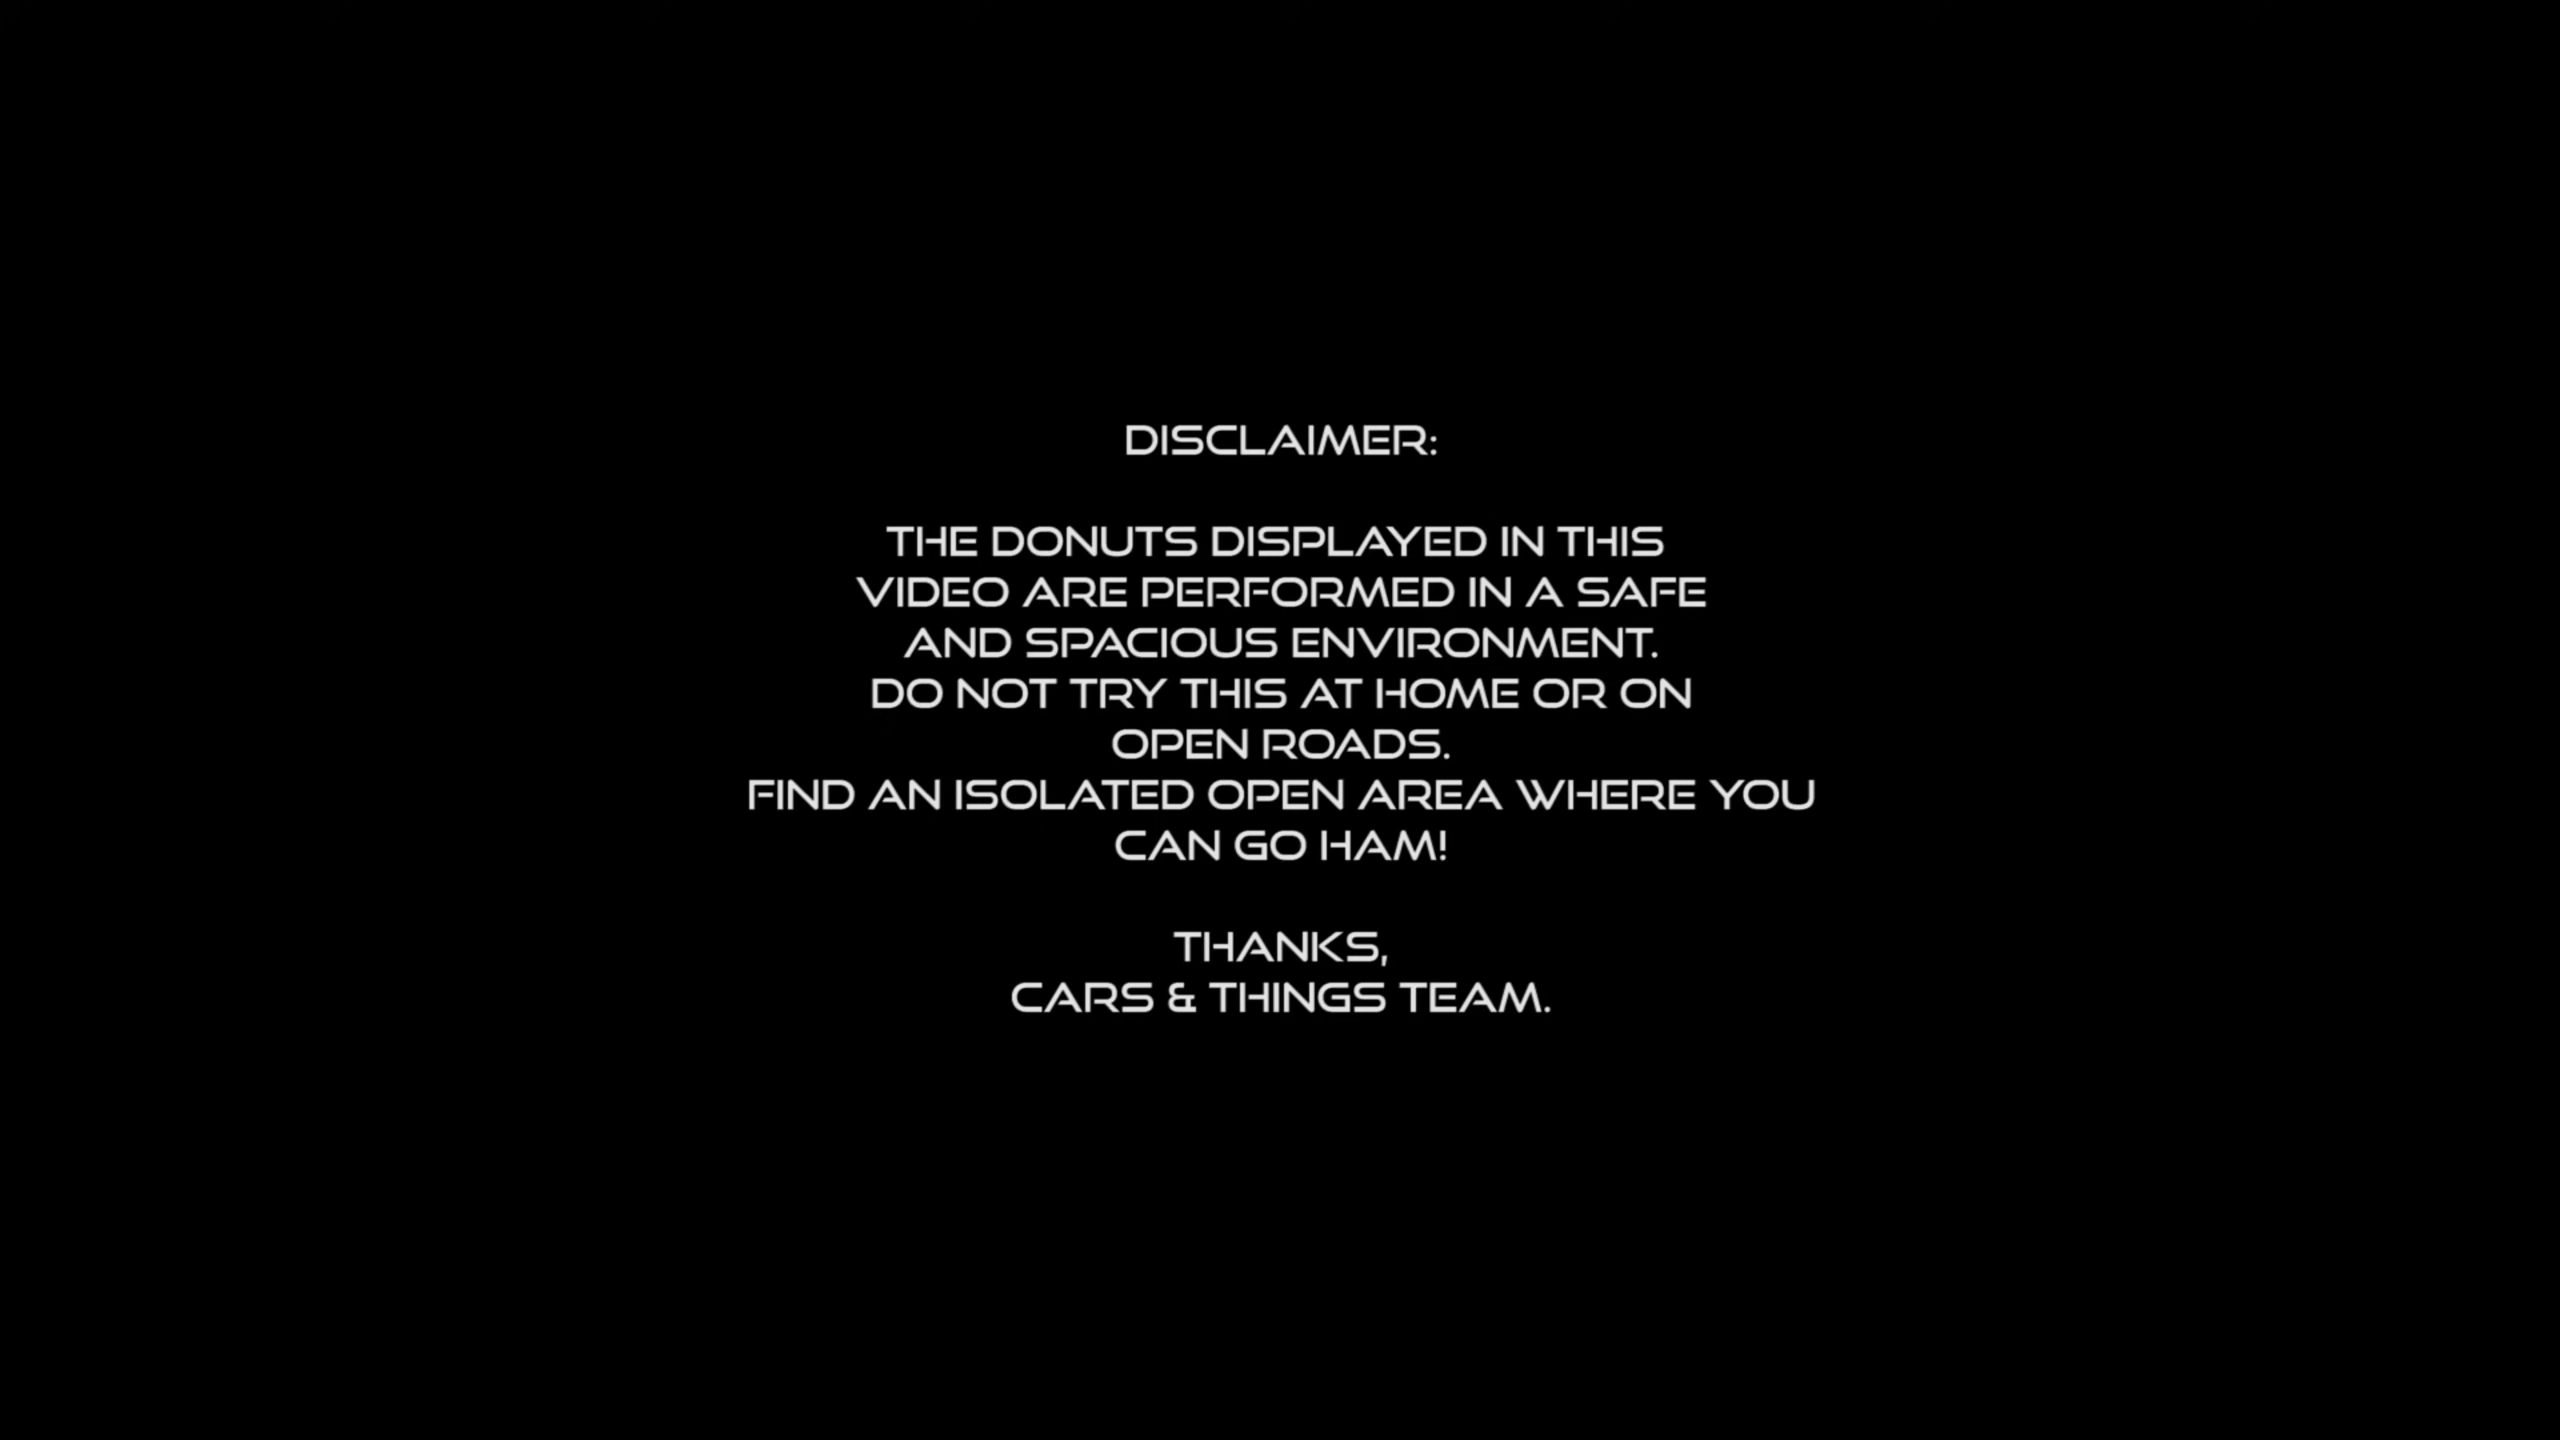 DISCLAIMER:
THE DONUTS DISPLAYED IN THIS
VIDEO ARE PERFORMED IN A SAFE
AND SPACIOUS ENVIRONMENT.
DO NOT TRY THIS AT HOME OR ON
OPEN ROADS.
FIND AN ISOLATED OPEN AREA WHERE YOU
CAN GO HAM!
THANKS,
CARS & THINGS TEAM.